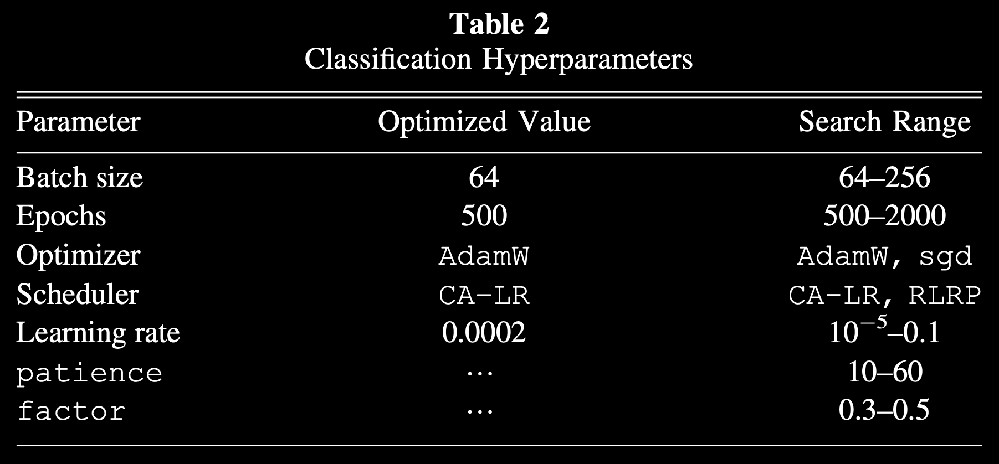 Table 2
Classification Hyperparameters
Parameter Optimized Value Search Range
Batch size 64 64–256
Epochs 500 500–2000
Optimizer AdamW AdamW, sgd
Scheduler CA-LR CA-LR, RLRP
Learning rate 0.0002 10⁻⁵–0.1
patience ⋯ 10–60
factor ⋯ 0.3–0.5